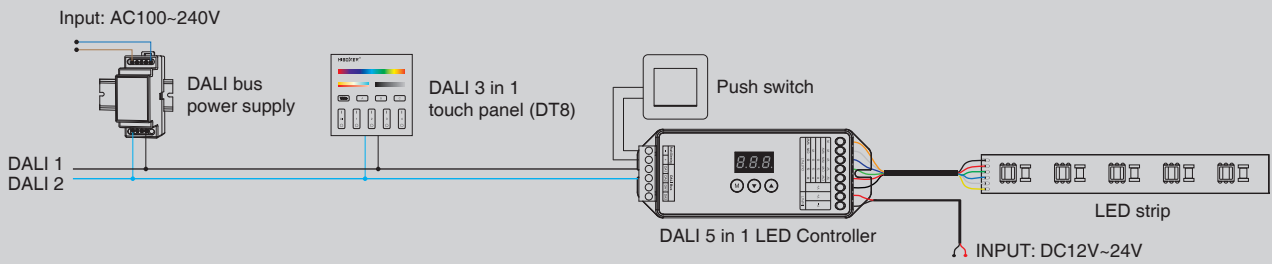 Input: AC100~240V
DALI bus
power supply
DALI 3 in 1
touch panel (DT8)
Push switch
DALI 1
DALI 2
8.8.8.
M
DALI 5 in 1 LED Controller
LED strip
INPUT: DC12V~24V